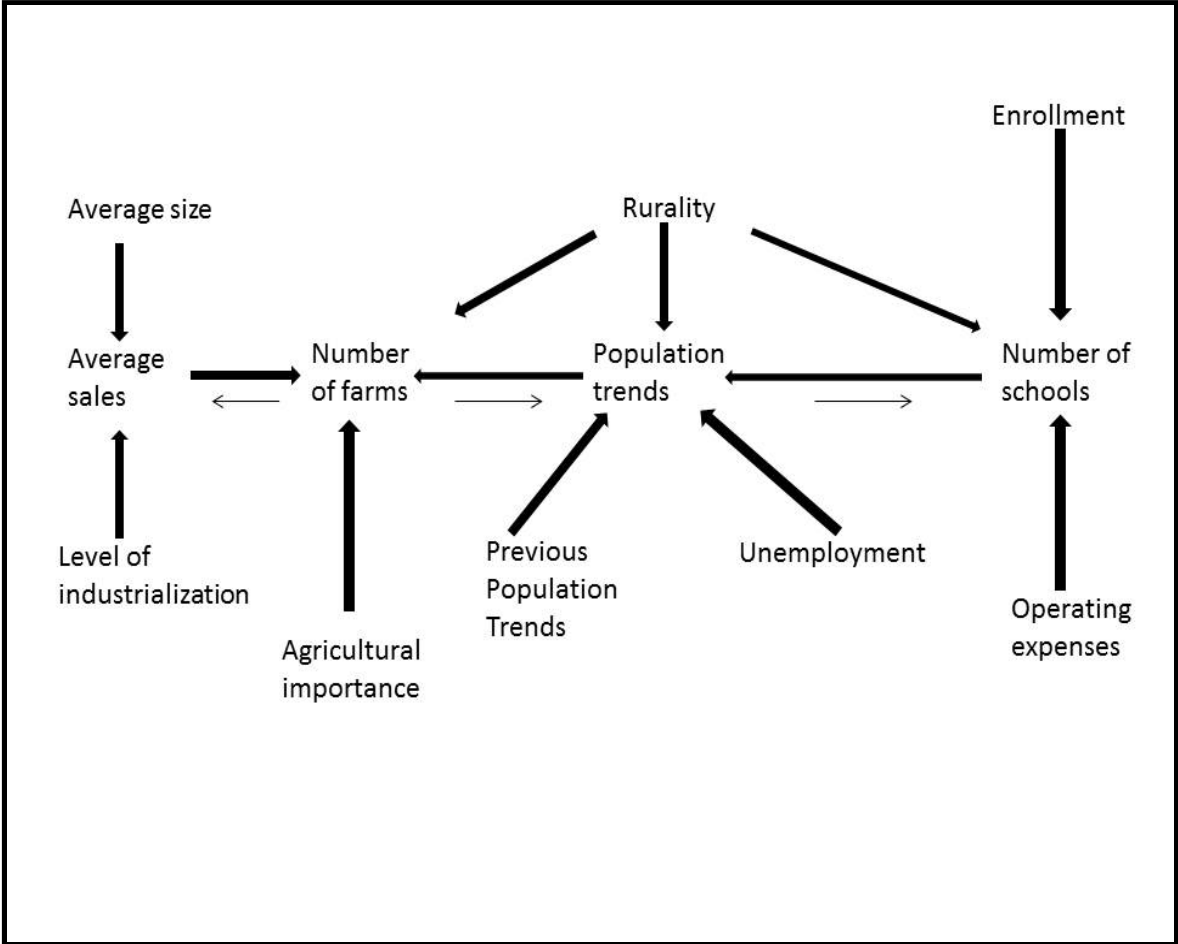 Enrollment
Average size
Rurality
Average
sales
Number
of farms
Population
trends
Number of
schools
Level of
industrialization
Previous
Population
Trends
Unemployment
Operating
expenses
Agricultural
importance